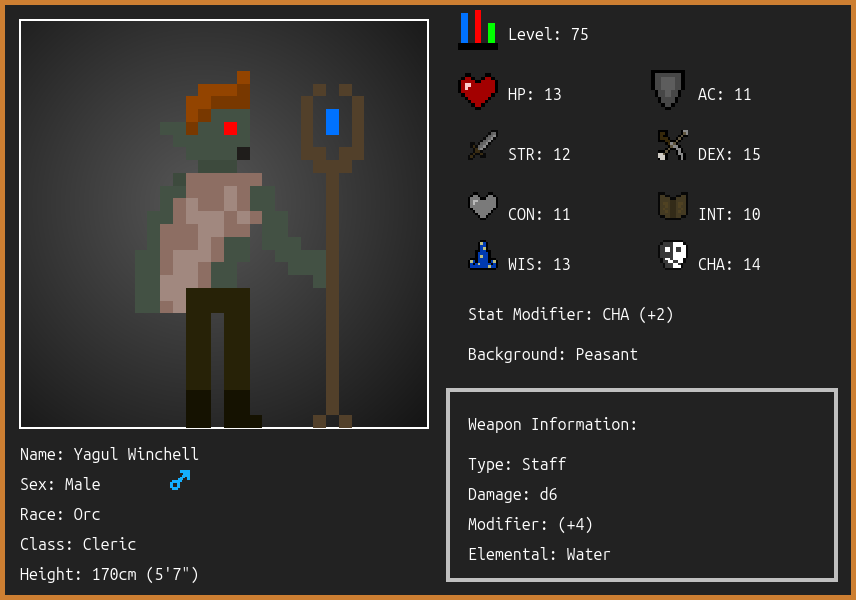 Level: 75
HP: 13
AC: 11
STR: 12
DEX: 15
CON: 11
INT: 10
WIS: 13
CHA: 14
Stat Modifier: CHA (+2)
Background: Peasant
Weapon Information:
Type: Staff
Damage: d6
Modifier: (+4)
Elemental: Water
Name: Yagul Winchell
Sex: Male
Race: Orc
Class: Cleric
Height: 170cm (5'7")